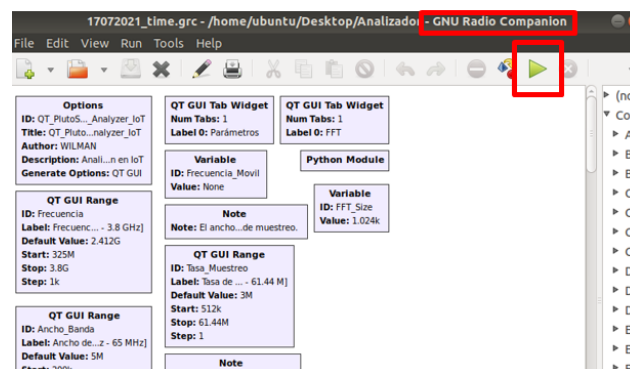 17072021_time.grc - /home/ubuntu/Desktop/Analizador - GNU Radio Companion
File Edit View Run Tools Help
Options
ID: QT_PlutoS..._Analyzer_IoT
Title: QT_Pluto...nalyzer_IoT
Author: WILMAN
Description: Anali...n en IoT
Generate Options: QT GUI
QT GUI Tab Widget
Num Tabs: 1
Label 0: Parámetros
QT GUI Tab Widget
Num Tabs: 1
Label 0: FFT
Variable
ID: Frecuencia_Movil
Value: None
Python Module
Variable
ID: FFT_Size
Value: 1.024k
Note
Note: El ancho...de muestreo.
QT GUI Range
ID: Frecuencia
Label: Frecuenc... - 3.8 GHz]
Default Value: 2.412G
Start: 325M
Stop: 3.8G
Step: 1k
QT GUI Range
ID: Tasa_Muestreo
Label: Tasa de ... - 61.44 M]
Default Value: 3M
Start: 512k
Stop: 61.44M
Step: 1
QT GUI Range
ID: Ancho_Banda
Label: Ancho de...z - 65 MHz]
Default Value: 5M
Start: 200k
Note
(no
Co